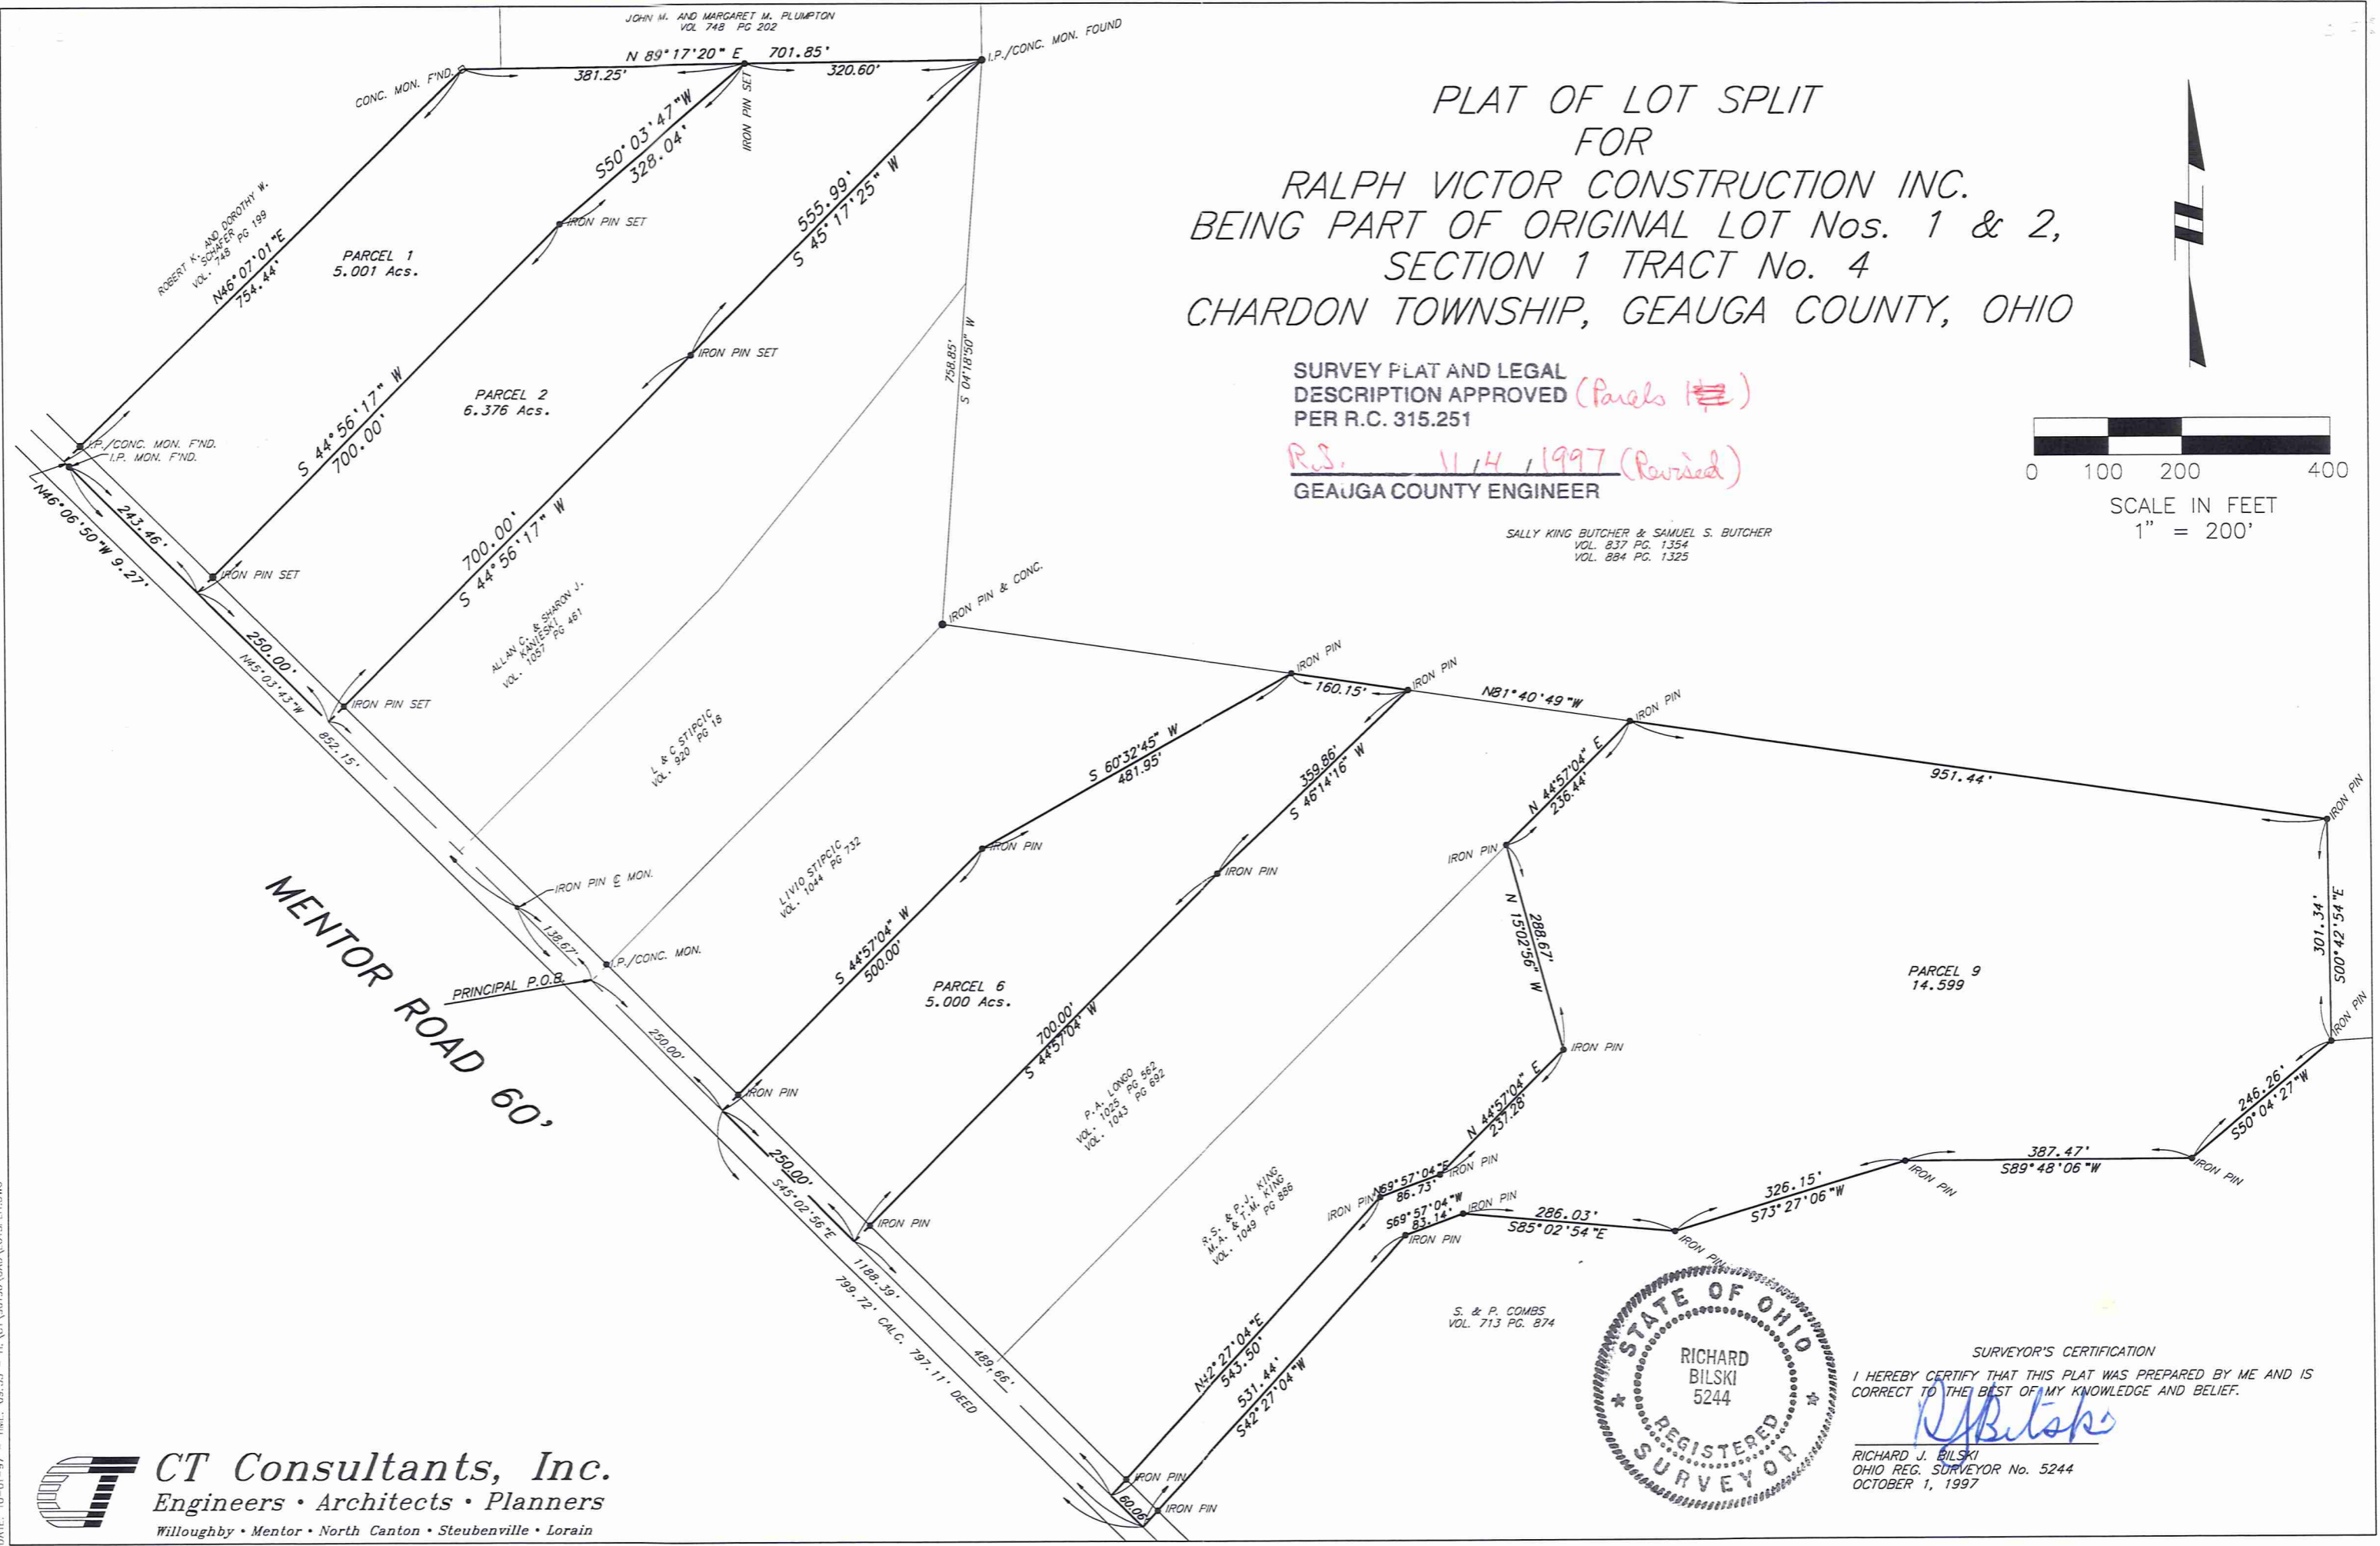 JOHN M. AND MARGARET M. PLUMPTON
VOL 748 PG 202
N 89°17'20" E 701.85'
381.25'
320.60'
CONC. MON. F'ND.
I.P./CONC. MON. FOUND
IRON PIN SET
S50°03'47"W
328.04'
IRON PIN SET
555.99'
S 45°17'25" W
ROBERT K. AND DOROTHY W.
SCHAFER
VOL. 748 PG 199
N46°07'01"E
754.44'
PARCEL 1
5.001 Acs.
PLAT OF LOT SPLIT
FOR
RALPH VICTOR CONSTRUCTION INC.
BEING PART OF ORIGINAL LOT Nos. 1 & 2,
SECTION 1 TRACT No. 4
CHARDON TOWNSHIP, GEAUGA COUNTY, OHIO
SURVEY PLAT AND LEGAL
DESCRIPTION APPROVED (Parcels 1
PER R.C. 315.251
R.S. 11/4, 1997 (Revised)
GEAUGA COUNTY ENGINEER
0 100 200 400
SCALE IN FEET
1" = 200'
SALLY KING BUTCHER & SAMUEL S. BUTCHER
VOL. 837 PG. 1354
VOL. 884 PG. 1325
IRON PIN SET
758.85'
S 04°18'50" W
PARCEL 2
6.376 Acs.
S 44°56'17" W
700.00'
I.P./CONC. MON. F'ND.
I.P. MON. F'ND.
N46°06'50"W 9.27'
243.46'
IRON PIN SET
700.00'
S 44°56'17" W
250.00'
N45°03'43"W
852.15'
IRON PIN SET
ALLAN C. & SHARON J.
KANIESKI
VOL. 1057 PG 461
L & C STIPCIC
VOL. 920 PG 18
IRON PIN & CONC.
IRON PIN
160.15'
IRON PIN
N81°40'49"W
IRON PIN
951.44'
IRON PIN
S 60°32'45" W
481.95'
359.86'
S 46°14'16" W
N 44°57'04" E
236.44'
IRON PIN
IRON PIN
IRON PIN
LIVIO STIPCIC
VOL. 1044 PG 732
IRON PIN C MON.
138.67'
I.P./CONC. MON.
PRINCIPAL P.O.B.
MENTOR ROAD 60'
S 44°57'04" W
500.00'
PARCEL 6
5.000 Acs.
700.00'
S 44°57'04" W
288.67'
N 15°02'56" W
PARCEL 9
14.599
301.34'
S00°42'54"E
IRON PIN
IRON PIN
250.00'
IRON PIN
P.A. LONGO
VOL. 1025 PG 562
VOL. 1043 PG 692
N 44°57'04" E
237.28'
246.26'
S50°04'27"W
387.47'
S89°48'06"W
IRON PIN
326.15'
S73°27'06"W
IRON PIN
N69°57'04"E
86.73'
IRON PIN
IRON PIN
S69°57'04"W
83.14'
IRON PIN
IRON PIN
286.03'
S85°02'54"E
IRON PIN
250.00'
S45°02'56"E
IRON PIN
1188.39'
799.72' CALC. 797.11' DEED
R.S. & P.J. KING
M.A. & T.M. KING
VOL. 1049 PG 886
489.66'
N42°27'04"E
543.50'
531.44'
S42°27'04"W
S. & P. COMBS
VOL. 713 PG. 874
IRON PIN
60.06'
IRON PIN
STATE OF OHIO
RICHARD
BILSKI
5244
REGISTERED
SURVEYOR
SURVEYOR'S CERTIFICATION
I HEREBY CERTIFY THAT THIS PLAT WAS PREPARED BY ME AND IS
CORRECT TO THE BEST OF MY KNOWLEDGE AND BELIEF.
RJBilski
RICHARD J. BILSKI
OHIO REG. SURVEYOR No. 5244
OCTOBER 1, 1997
CT Consultants, Inc.
Engineers • Architects • Planners
Willoughby • Mentor • North Canton • Steubenville • Lorain